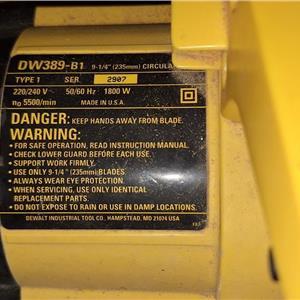 DW389-B1 9-1/4" (235mm) CIRCULA
TYPE 1 SER. 2907
220/240 V~ 50/60 Hz 1800 W
n₀ 5500/min MADE IN U.S.A.
DANGER: KEEP HANDS AWAY FROM BLADE.
WARNING:
• FOR SAFE OPERATION, READ INSTRUCTION MANUAL.
• CHECK LOWER GUARD BEFORE EACH USE.
• SUPPORT WORK FIRMLY.
• USE ONLY 9-1/4" (235mm) BLADES.
• ALWAYS WEAR EYE PROTECTION.
• WHEN SERVICING, USE ONLY IDENTICAL
REPLACEMENT PARTS.
• DO NOT EXPOSE TO RAIN OR USE IN DAMP LOCATIONS.
DEWALT INDUSTRIAL TOOL CO., HAMPSTEAD, MD 21074 USA